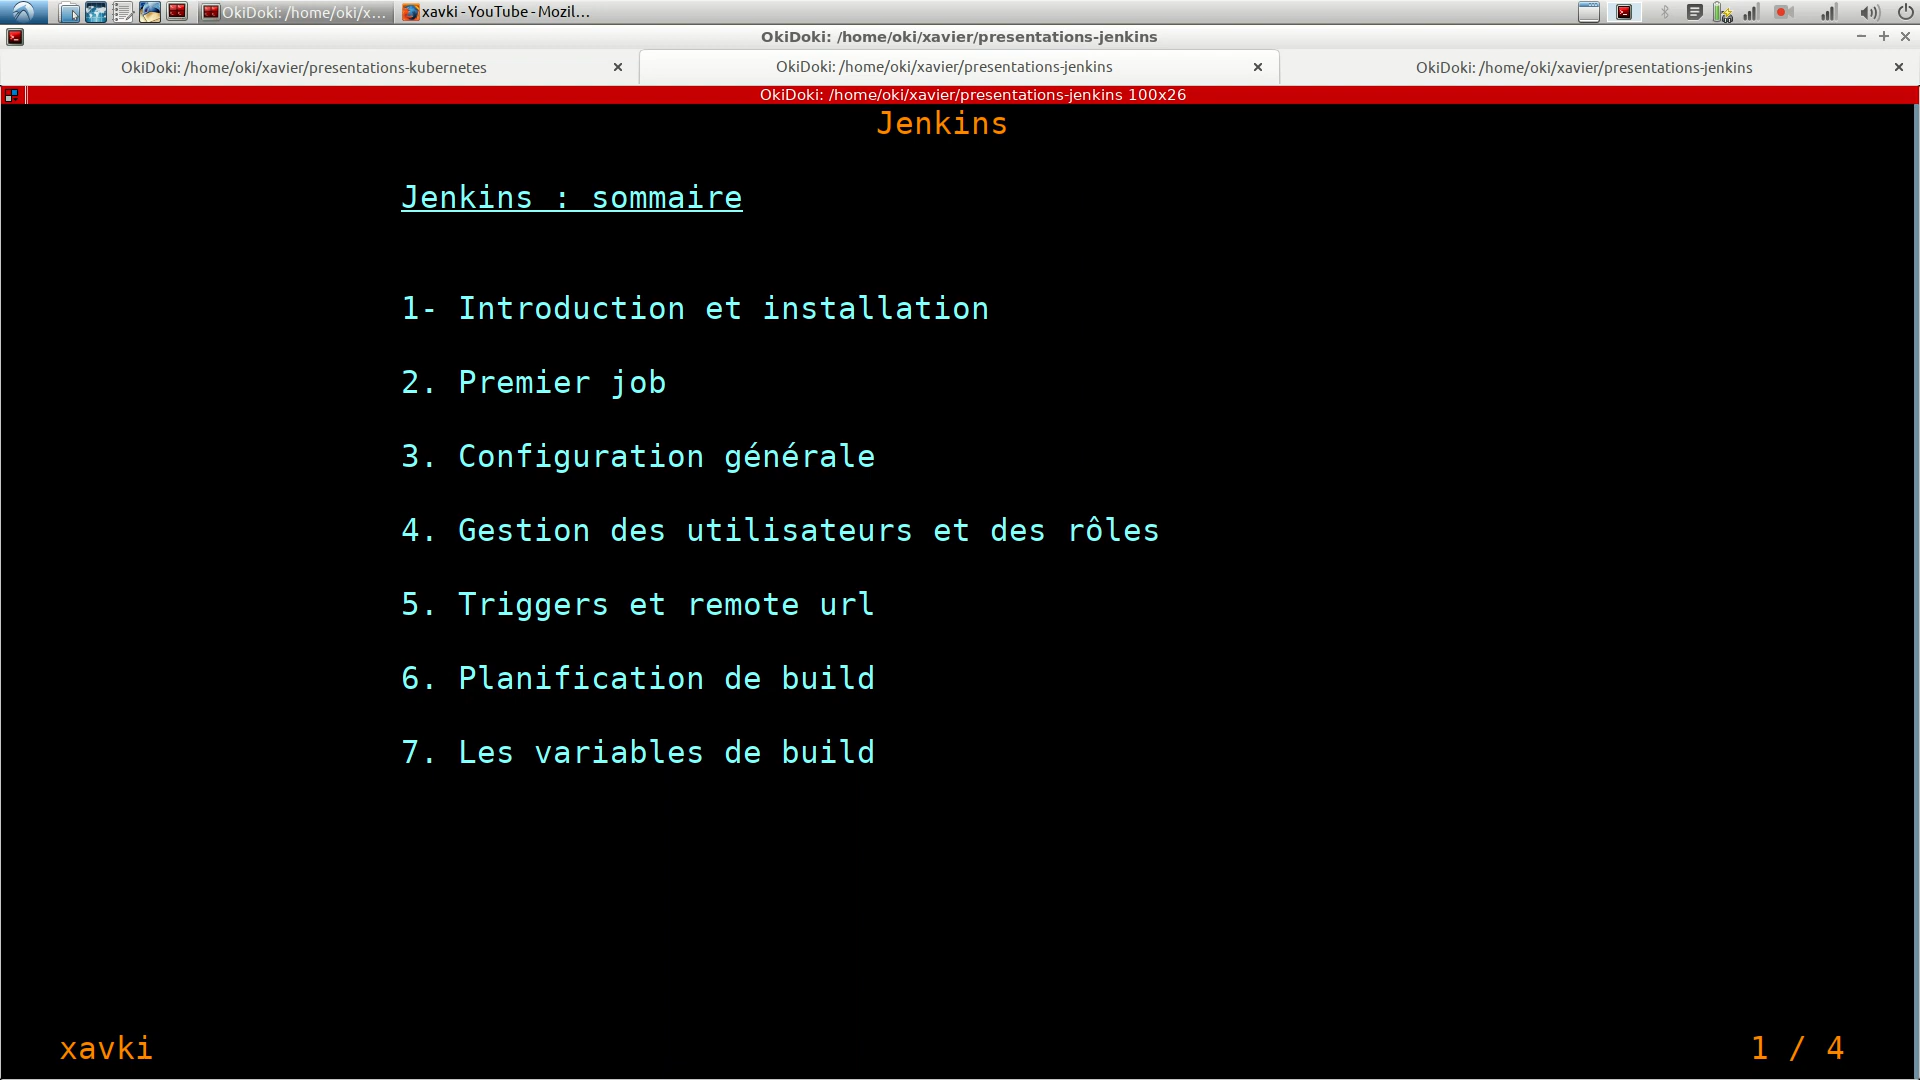 OkiDoki: /home/oki/x...
xavki - YouTube - Mozil...
OkiDoki: /home/oki/xavier/presentations-jenkins
OkiDoki: /home/oki/xavier/presentations-kubernetes
OkiDoki: /home/oki/xavier/presentations-jenkins
OkiDoki: /home/oki/xavier/presentations-jenkins
OkiDoki: /home/oki/xavier/presentations-jenkins 100x26
Jenkins
Jenkins : sommaire
1- Introduction et installation
2. Premier job
3. Configuration générale
4. Gestion des utilisateurs et des rôles
5. Triggers et remote url
6. Planification de build
7. Les variables de build
xavki
1 / 4